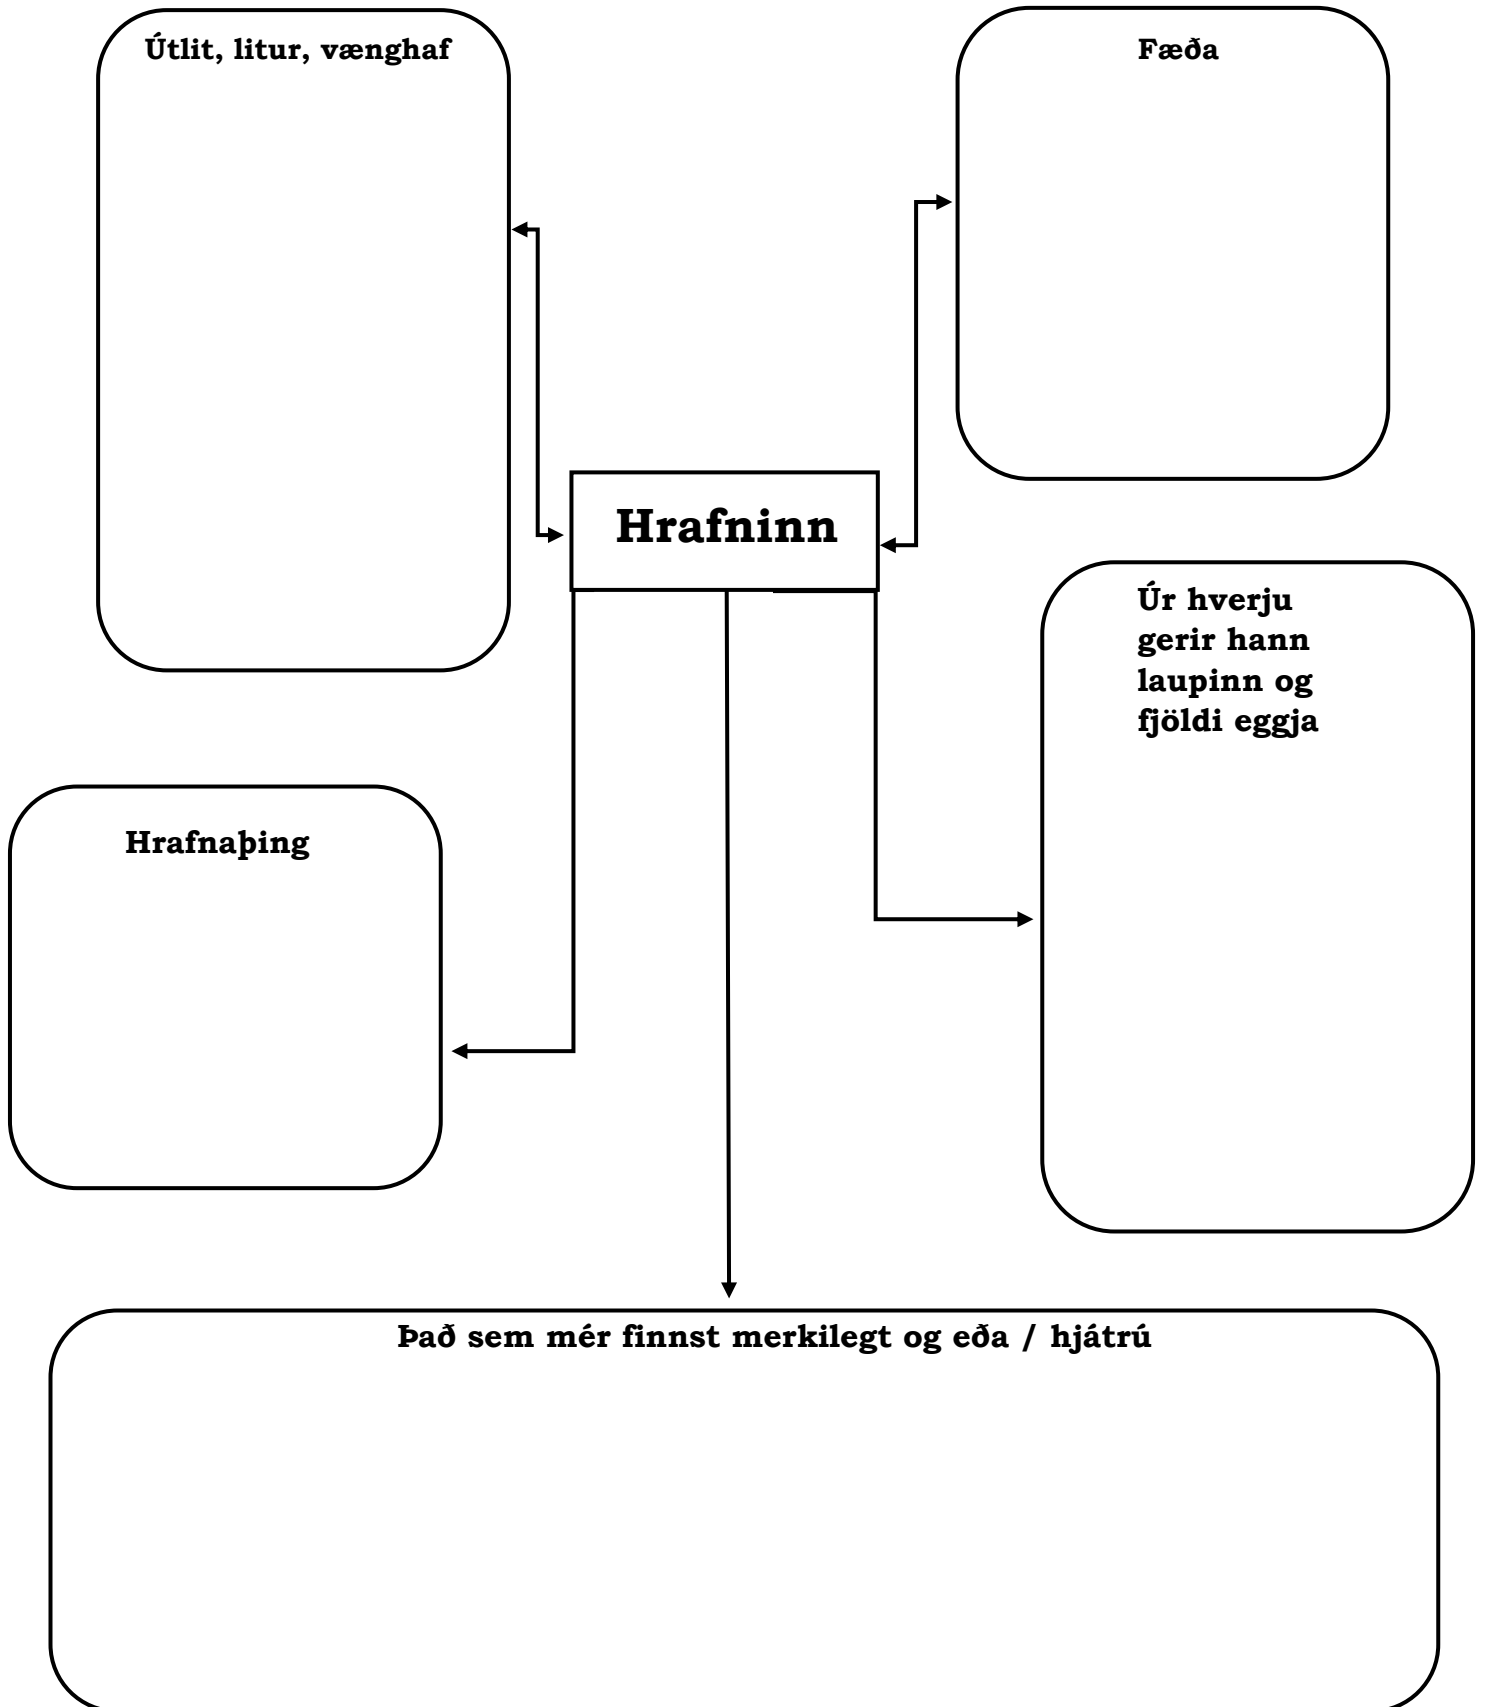 Útlit, litur, vænghaf
Fæða
Hrafninn
Úr hverju
gerir hann
laupinn og
fjöldi eggja
Hrafnaþing
Það sem mér finnst merkilegt og eða / hjátrú